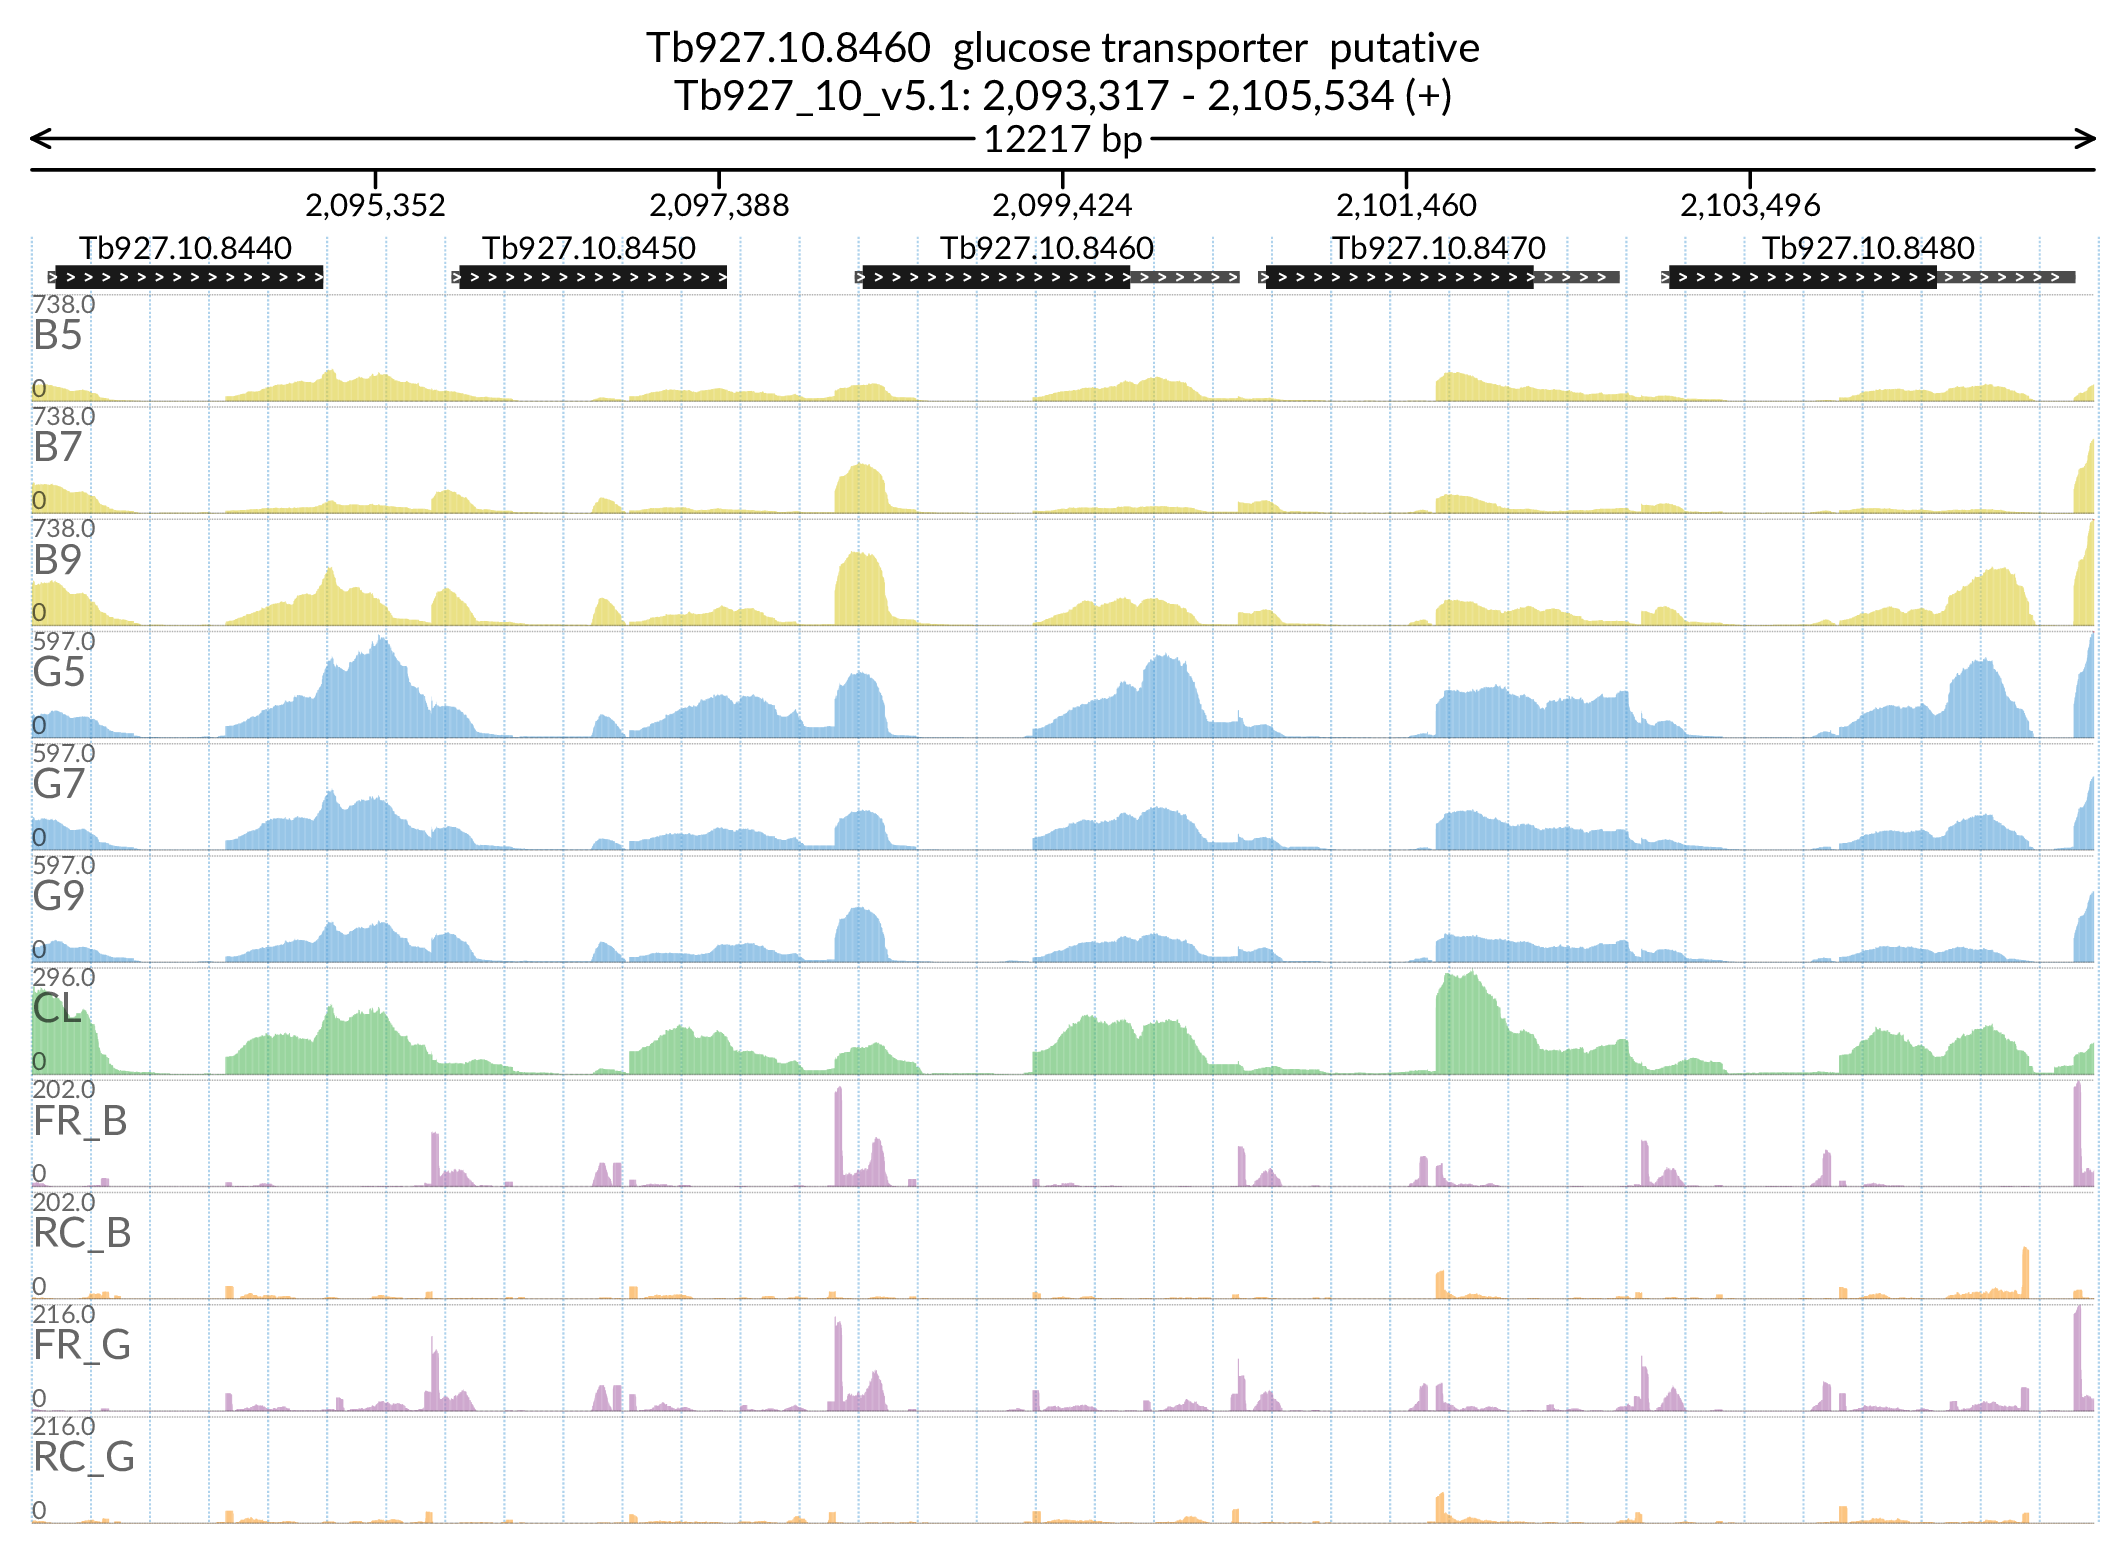 Tb927.10.8460 glucose transporter putative
Tb927_10_v5.1: 2,093,317 - 2,105,534 (+)
12217 bp
2,095,352 2,097,388 2,099,424 2,101,460 2,103,496
Tb927.10.8440 Tb927.10.8450 Tb927.10.8460 Tb927.10.8470 Tb927.10.8480
738.0
B5
0
738.0
B7
0
738.0
B9
0
597.0
G5
0
597.0
G7
0
597.0
G9
0
296.0
CL
0
202.0
FR_B
0
202.0
RC_B
0
216.0
FR_G
0
216.0
RC_G
0